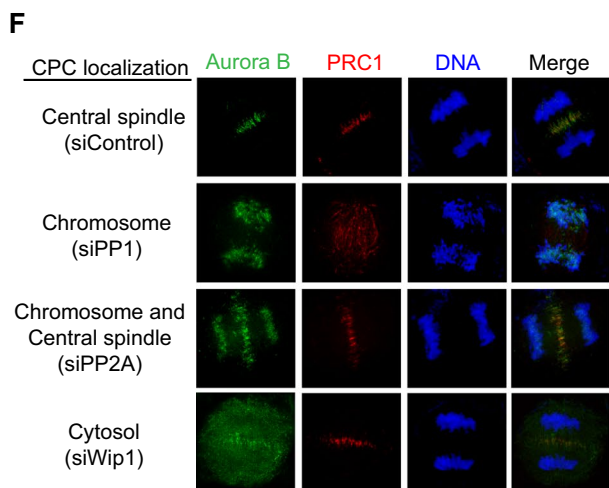 F
CPC localization Aurora B PRC1 DNA Merge
Central spindle
(siControl)
Chromosome
(siPP1)
Chromosome and
Central spindle
(siPP2A)
Cytosol
(siWip1)